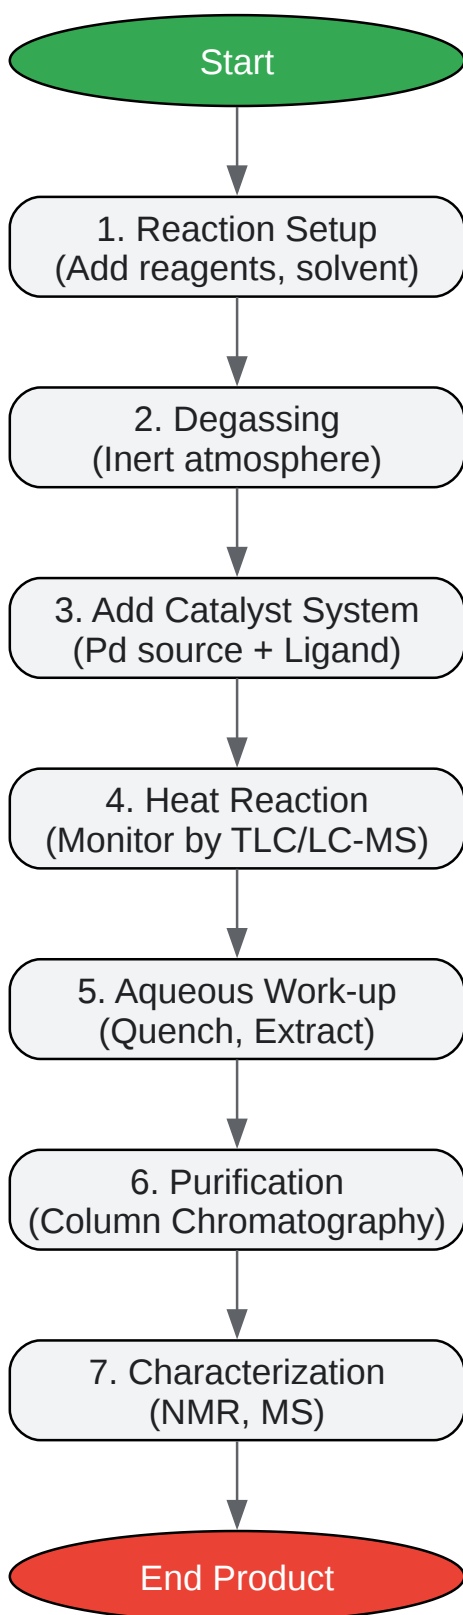 Start
1. Reaction Setup
(Add reagents, solvent)
2. Degassing
(Inert atmosphere)
3. Add Catalyst System
(Pd source + Ligand)
4. Heat Reaction
(Monitor by TLC/LC-MS)
5. Aqueous Work-up
(Quench, Extract)
6. Purification
(Column Chromatography)
7. Characterization
(NMR, MS)
End Product